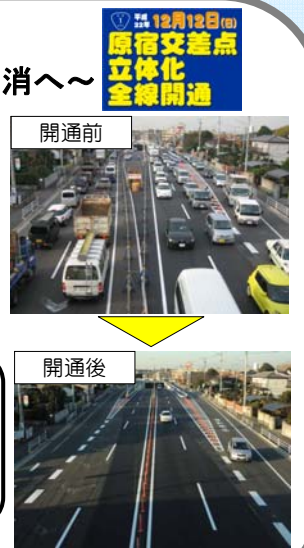 平成
22年 12月12日(日)
原宿交差点
立体化
全線開通
消へ～
開通前
開通後